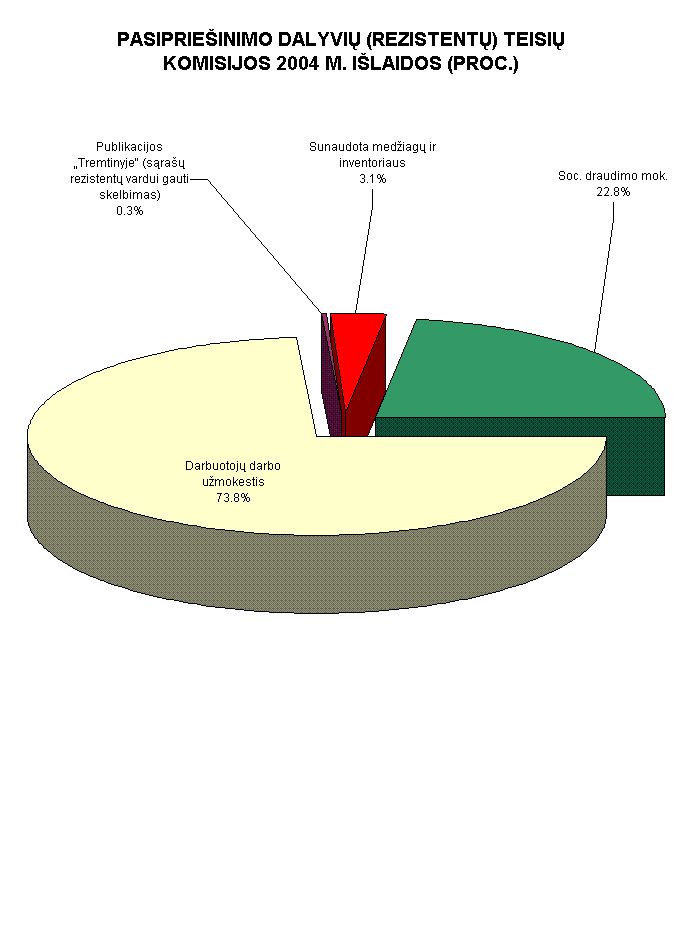 PASIPRIEŠINIMO DALYVIŲ (REZISTENTŲ) TEISIŲ
KOMISIJOS 2004 M. IŠLAIDOS (PROC.)
Publikacijos
„Tremtinyje" (sąrašų
rezistentų vardui gauti
skelbimas)
0.3%
Sunaudota medžiagų ir
inventoriaus
3.1%
Soc. draudimo mok.
22.8%
Darbuotojų darbo
užmokestis
73.8%